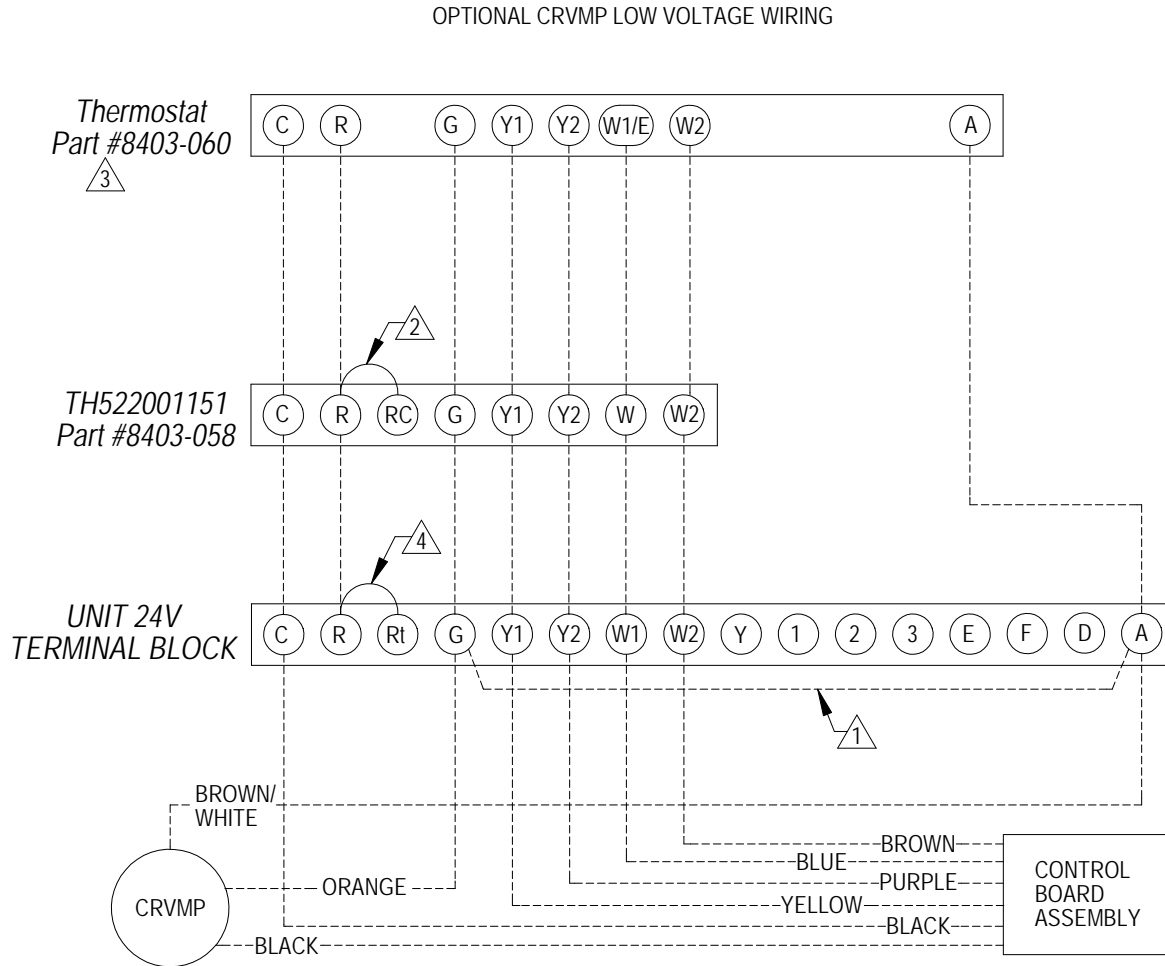 OPTIONAL CRVMP LOW VOLTAGE WIRING
Thermostat
Part #8403-060
3
C R G Y1 Y2 W1/E W2 A
2
TH522001151
Part #8403-058
C R RC G Y1 Y2 W W2
4
UNIT 24V
TERMINAL BLOCK
C R Rt G Y1 Y2 W1 W2 Y 1 2 3 E F D A
1
BROWN/
WHITE
CRVMP
ORANGE
BLACK
BROWN
BLUE
PURPLE
YELLOW
BLACK
CONTROL
BOARD
ASSEMBLY